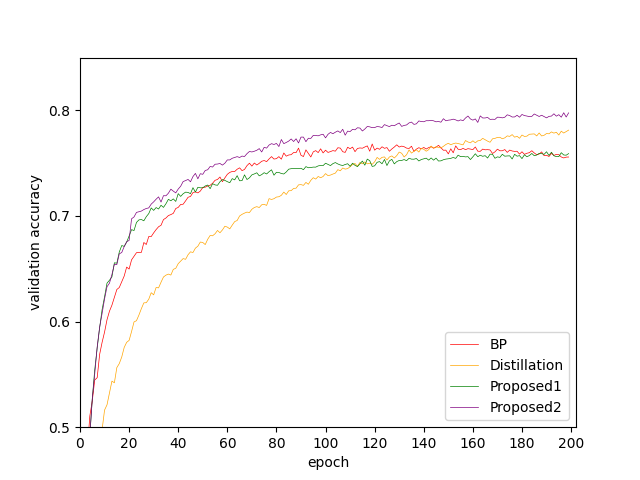 validation accuracy
0.8
0.7
0.6
0.5
BP
Distillation
Proposed1
Proposed2
0 20 40 60 80 100 120 140 160 180 200
epoch